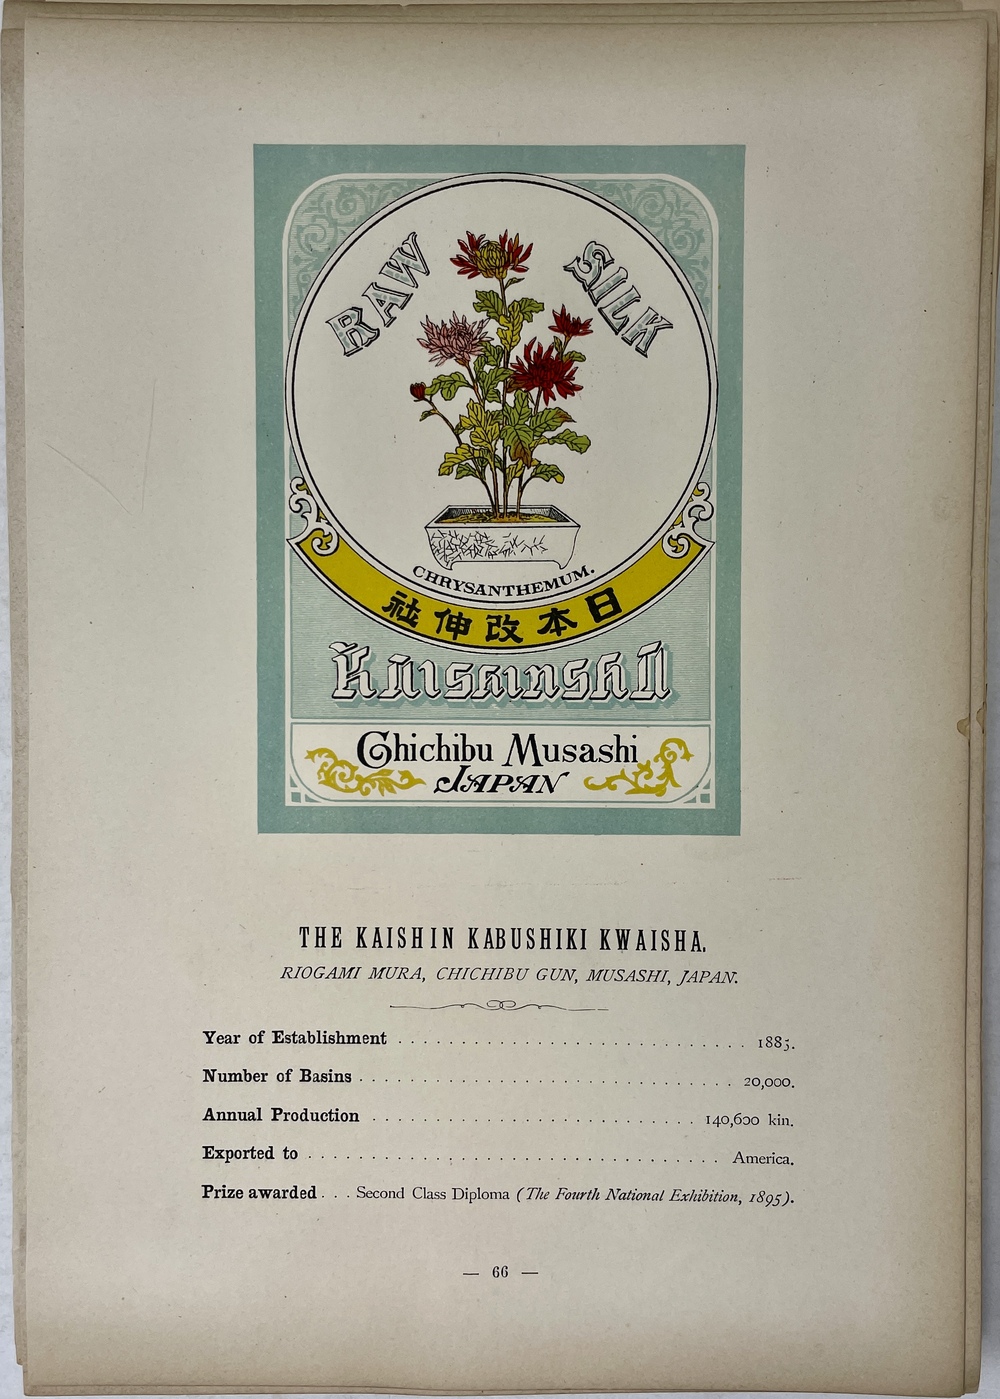 RAW SILK
CHRYSANTHEMUM.
社伸改本日
Kaishinsha
Chichibu Musashi
JAPAN
THE KAISHIN KABUSHIKI KWAISHA.
RIOGAMI MURA, CHICHIBU GUN, MUSASHI, JAPAN.
Year of Establishment . . . . . . . . . . . . . . . . . . . . . . . . . . . . . . 1885.
Number of Basins . . . . . . . . . . . . . . . . . . . . . . . . . . . . . . . . 20,000.
Annual Production . . . . . . . . . . . . . . . . . . . . . . . . . . . . 140,600 kin.
Exported to . . . . . . . . . . . . . . . . . . . . . . . . . . . . . . . . . . . America.
Prize awarded . . . Second Class Diploma (The Fourth National Exhibition, 1895).
— 66 —